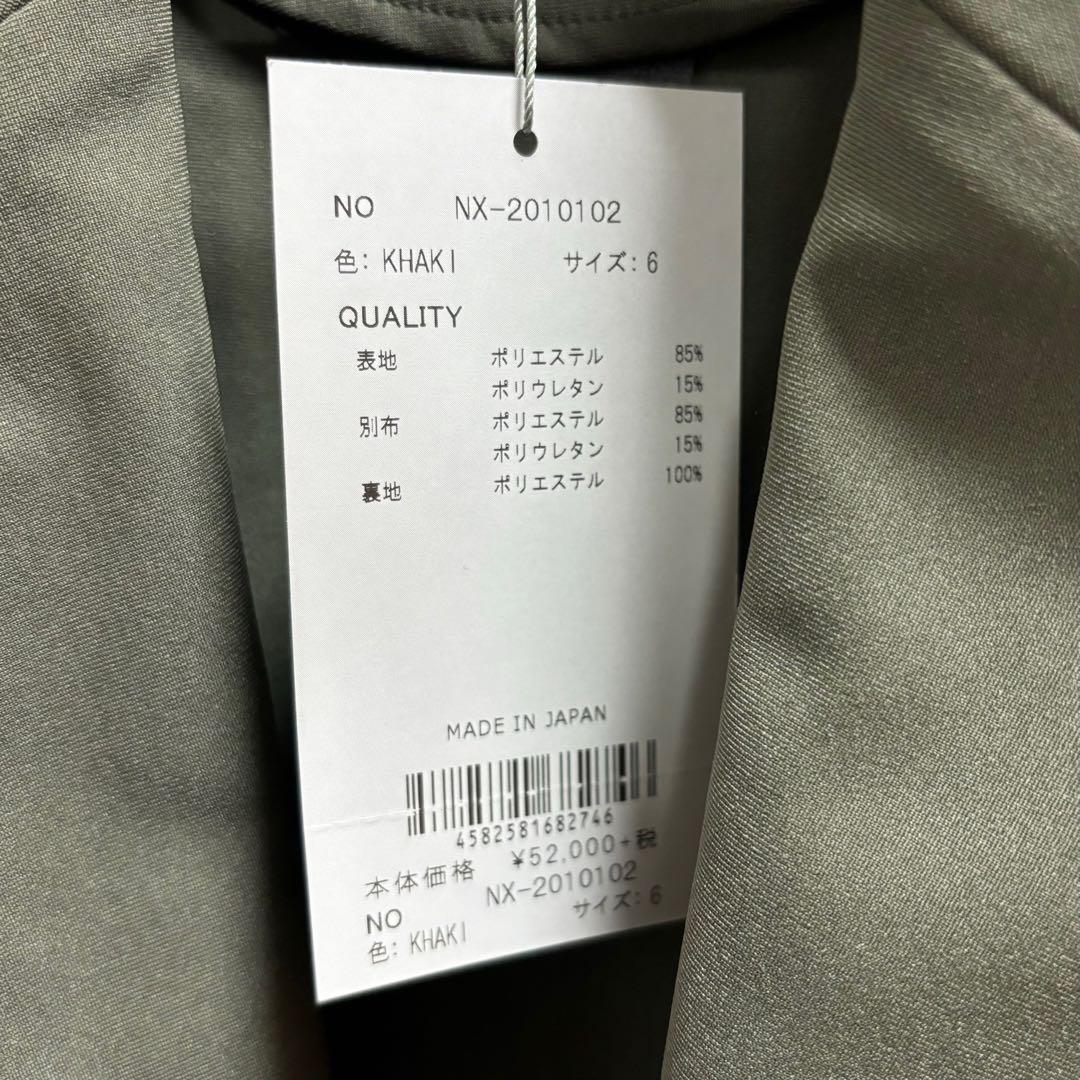 NO NX-2010102
色: KHAKI サイズ: 6
QUALITY
表地 ポリエステル 85%
ポリウレタン 15%
別布 ポリエステル 85%
ポリウレタン 15%
裏地 ポリエステル 100%
MADE IN JAPAN
4582581682746
本体価格 ¥52,000+税
NO NX-2010102
色: KHAKI サイズ: 6